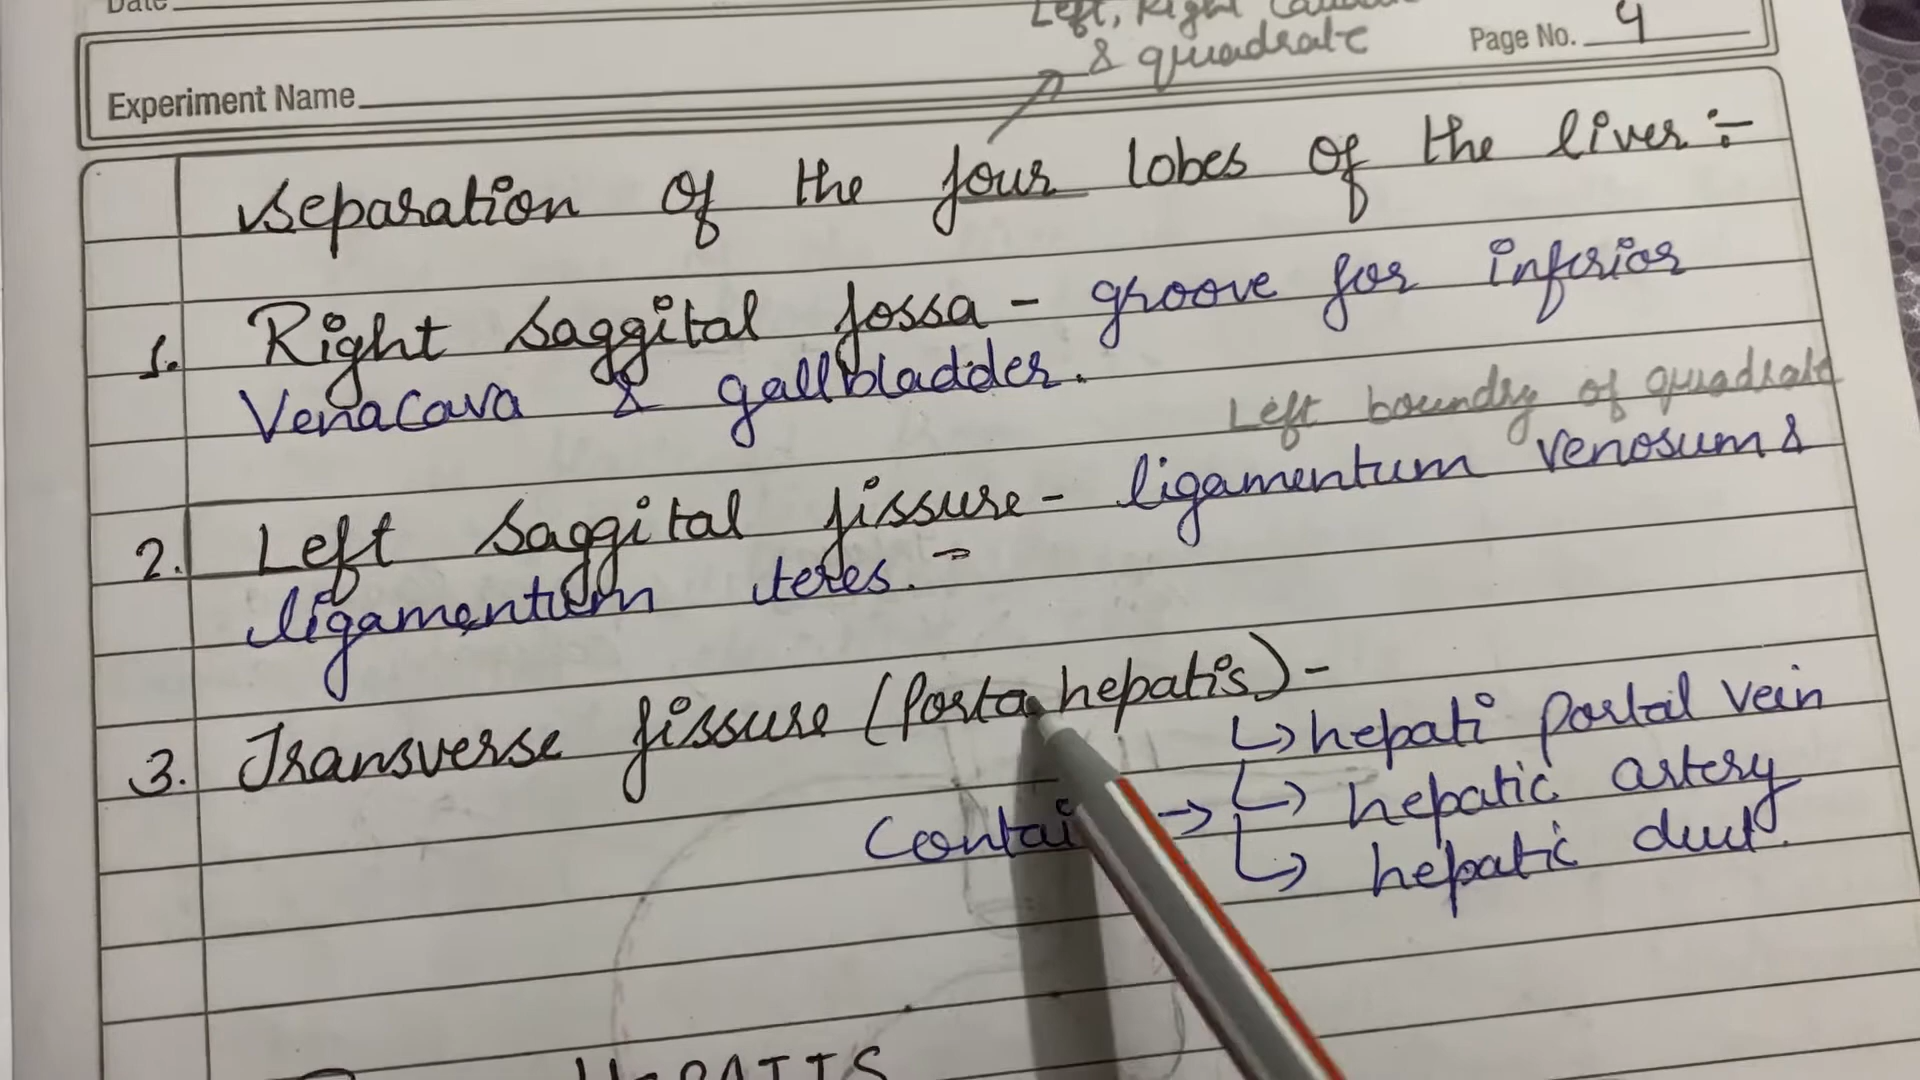 Date
Left, Right
& quadrate
Page No. 4
Experiment Name
Separation of the four lobes of the liver :-
1. Right saggital fossa - groove for inferior
Venacava & gallbladder.
Left boundry of quadrate
2. Left saggital fissure - ligamentum venosum &
ligamentum teres.
3. Transverse fissure (Porta hepatis) -
↳ hepati portal vein
↳ hepatic artery
Contai → ↳ hepatic duct.
HEPATIS